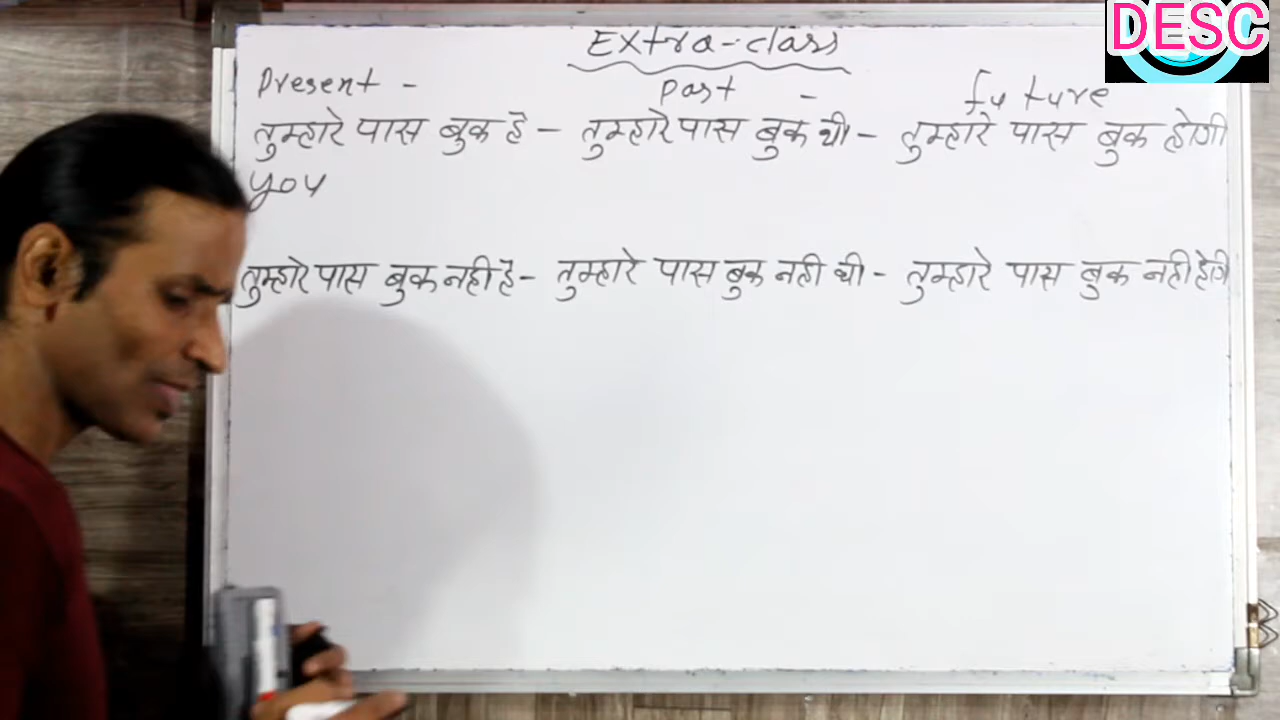 DESC
Extra-class
Present - Past - future
तुम्हारे पास बुक है - तुम्हारे पास बुक थी - तुम्हारे पास बुक होगी
you
तुम्हारे पास बुक नही है - तुम्हारे पास बुक नही थी - तुम्हारे पास बुक नही होगी